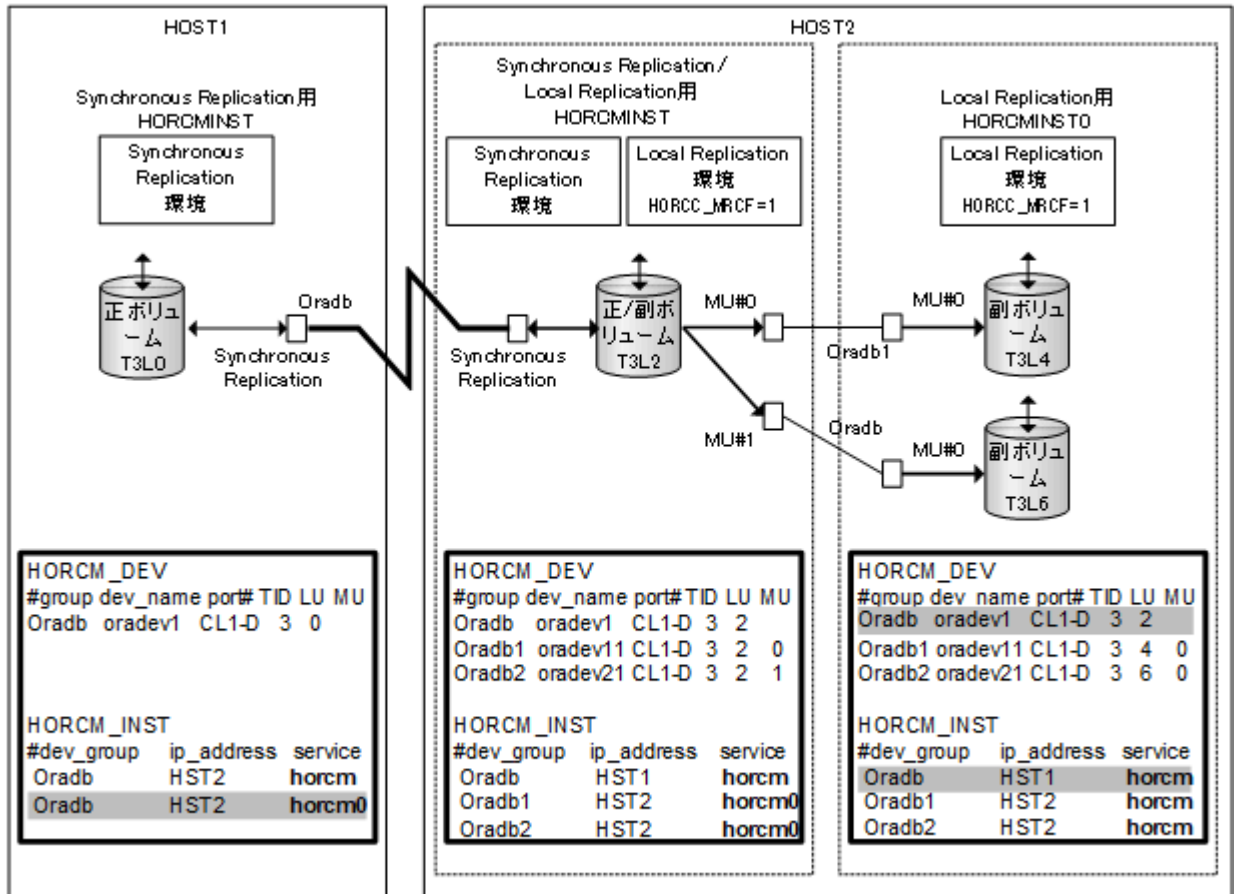 HOST1
HOST2
Synchronous Replication用
HORCMINST
Synchronous
Replication
環境
Synchronous Replication/
Local Replication用
HORCMINST
Synchronous
Replication
環境
Local Replication
環境
HORCC_MRCF=1
Local Replication用
HORCMINST0
Local Replication
環境
HORCC_MRCF=1
正ボリュ
ーム
T3L0
Oradb
Synchronous
Replication
Synchronous
Replication
正/副ボ
リューム
T3L2
MU#0
MU#1
Oradb1
Oradb
MU#0
副ボリュ
ーム
T3L4
MU#0
副ボリュ
ーム
T3L6
HORCM_DEV
#group dev_name port# TID LU MU
Oradb oradev1 CL1-D 3 0
HORCM_INST
#dev_group ip_address service
Oradb HST2 horcm
Oradb HST2 horcm0
HORCM_DEV
#group dev_name port# TID LU MU
Oradb oradev1 CL1-D 3 2
Oradb1 oradev11 CL1-D 3 2 0
Oradb2 oradev21 CL1-D 3 2 1
HORCM_INST
#dev_group ip_address service
Oradb HST1 horcm
Oradb1 HST2 horcm0
Oradb2 HST2 horcm0
HORCM_DEV
#group dev_name port# TID LU MU
Oradb oradev1 CL1-D 3 2
Oradb1 oradev11 CL1-D 3 4 0
Oradb2 oradev21 CL1-D 3 6 0
HORCM_INST
#dev_group ip_address service
Oradb HST1 horcm
Oradb1 HST2 horcm
Oradb2 HST2 horcm